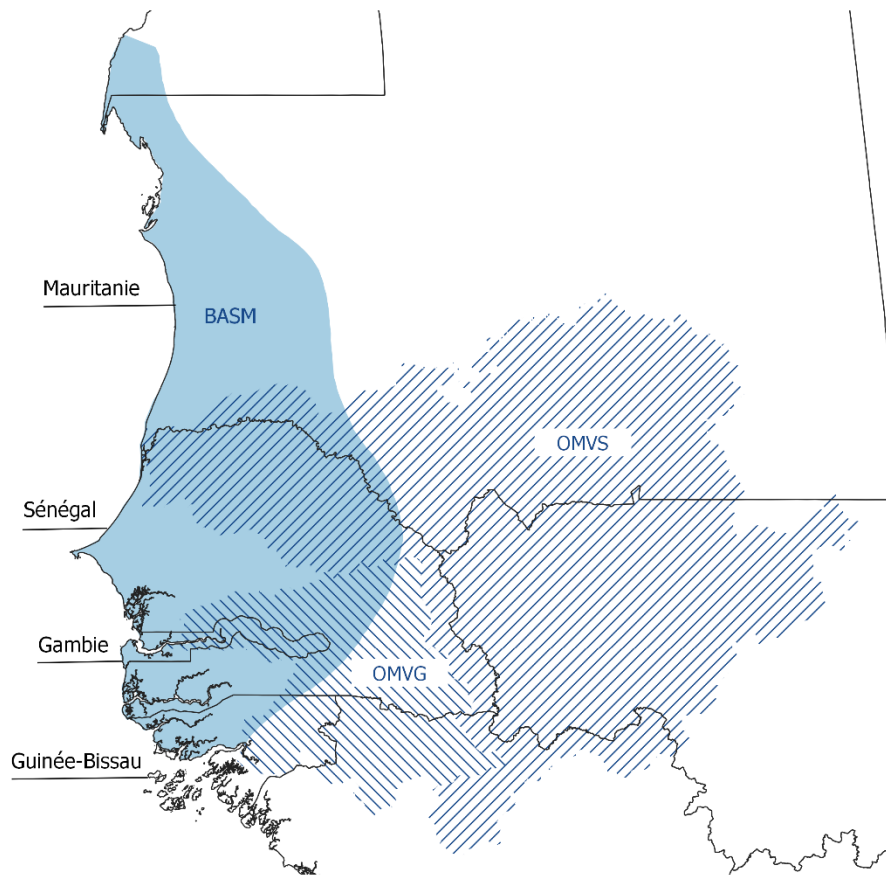 Mauritanie
BASM
OMVS
Sénégal
Gambie
OMVG
Guinée-Bissau